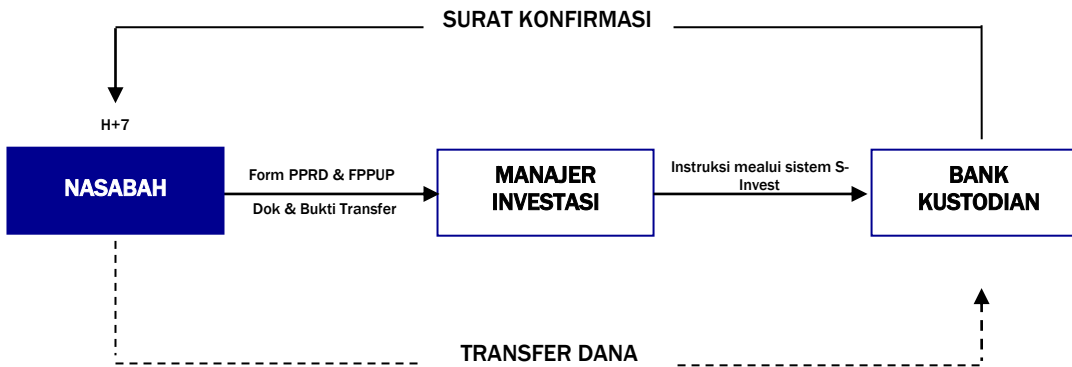 SURAT KONFIRMASI
H+7
NASABAH
Form PPRD & FPPUP
Dok & Bukti Transfer
MANAJER
INVESTASI
Instruksi mealui sistem S-
Invest
BANK
KUSTODIAN
TRANSFER DANA